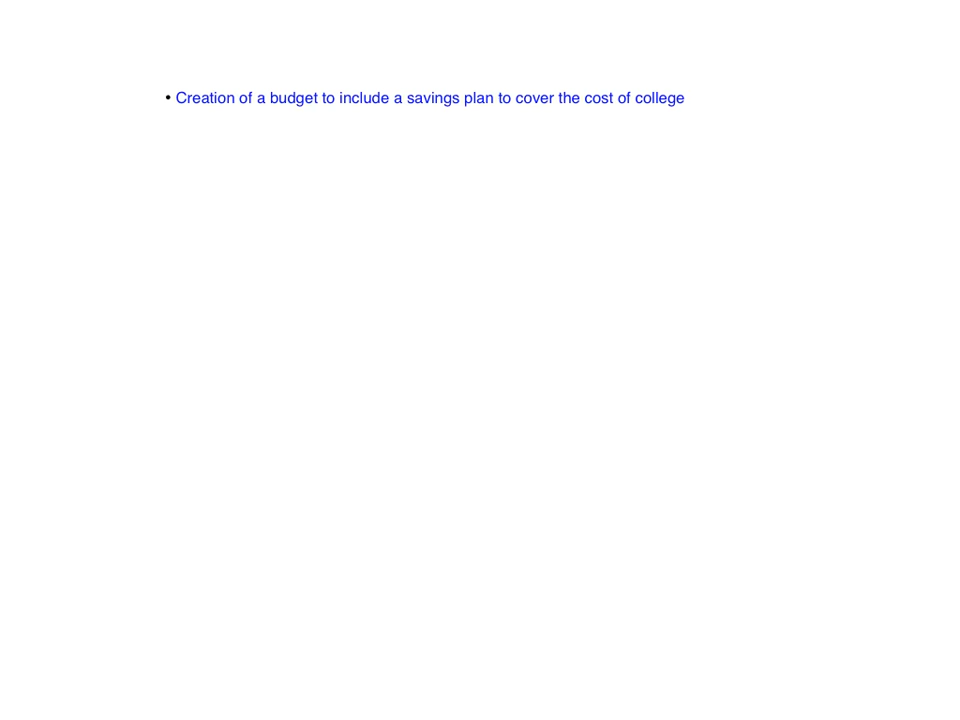 • Creation of a budget to include a savings plan to cover the cost of college